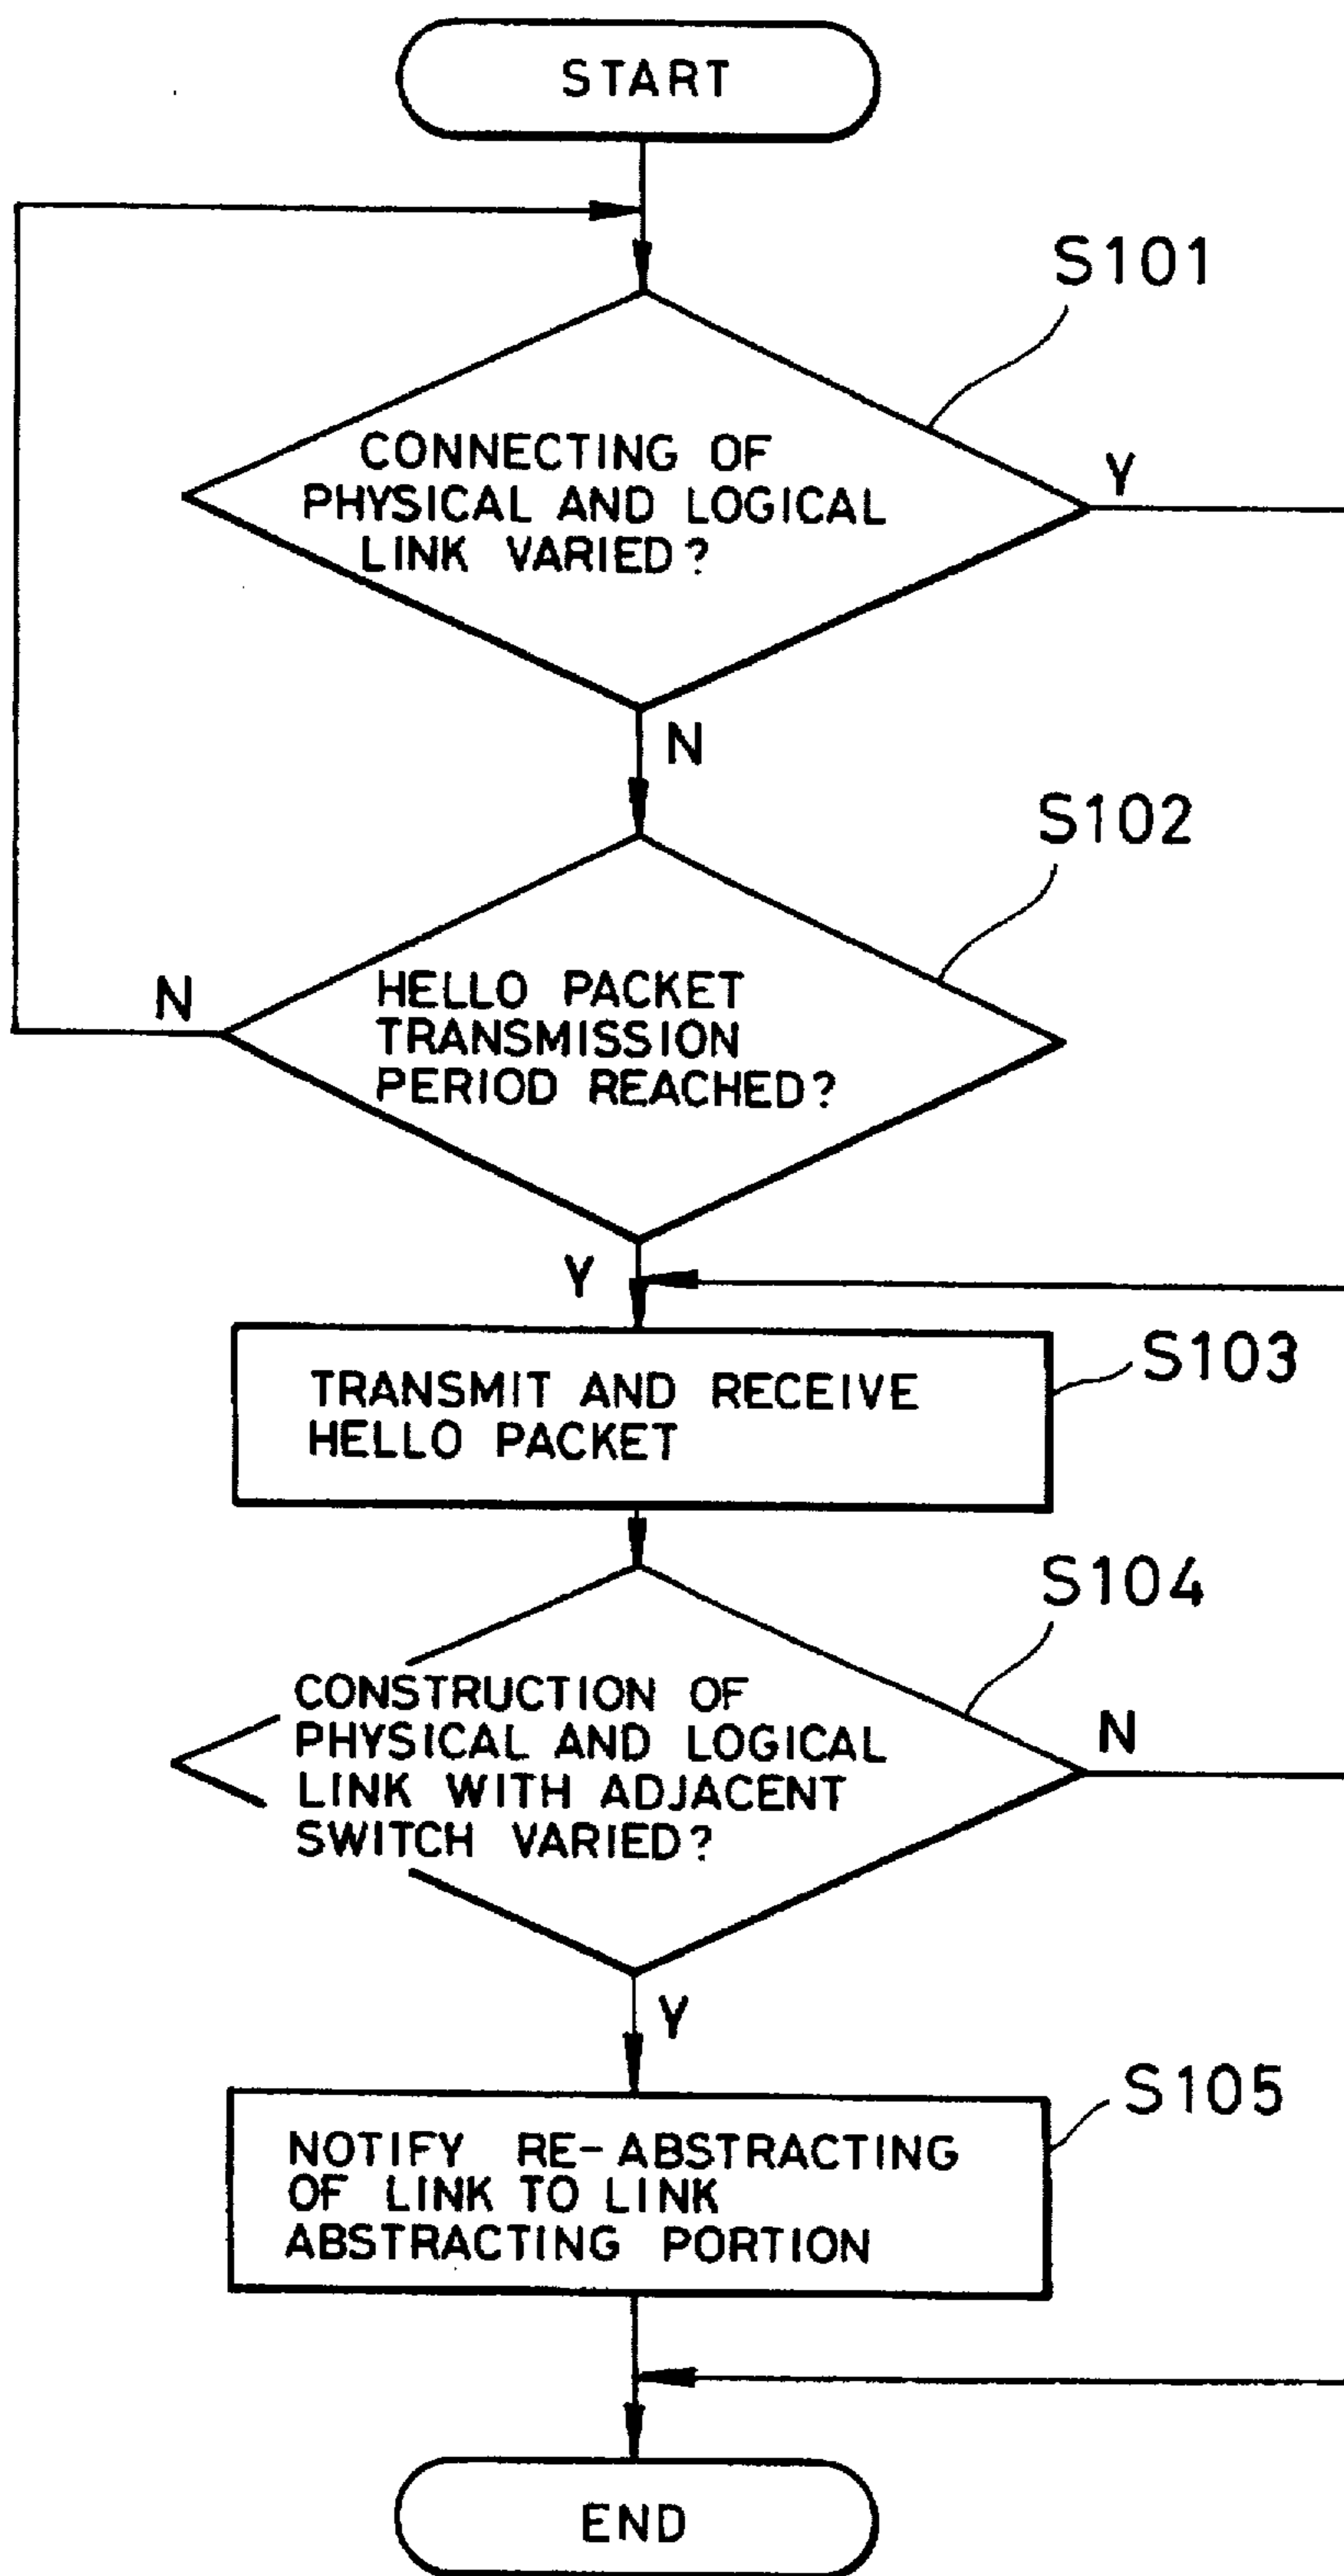 START
S101
CONNECTING OF
PHYSICAL AND LOGICAL
LINK VARIED?
Y
N
S102
N
HELLO PACKET
TRANSMISSION
PERIOD REACHED?
Y
S103
TRANSMIT AND RECEIVE
HELLO PACKET
S104
CONSTRUCTION OF
PHYSICAL AND LOGICAL
LINK WITH ADJACENT
SWITCH VARIED?
N
Y
S105
NOTIFY RE-ABSTRACTING
OF LINK TO LINK
ABSTRACTING PORTION
END